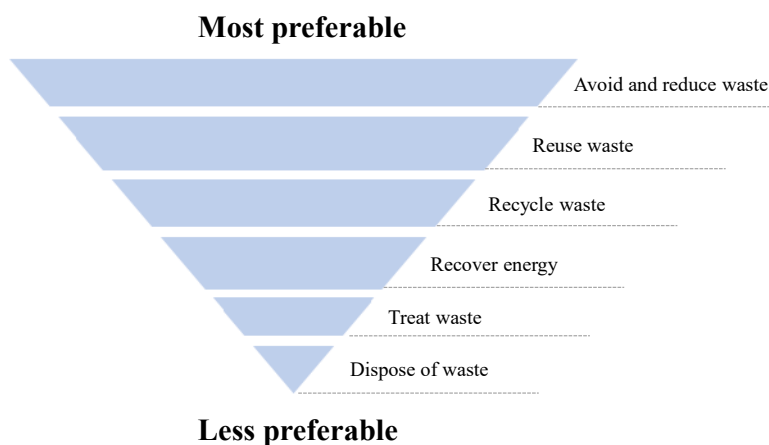 Most preferable
Avoid and reduce waste
Reuse waste
Recycle waste
Recover energy
Treat waste
Dispose of waste
Less preferable